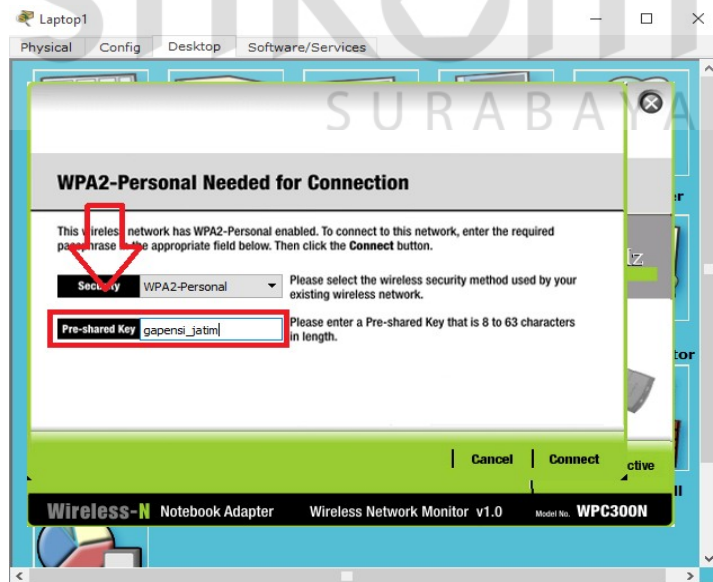 Laptop1
Physical Config Desktop Software/Services
SURABAYA
WPA2-Personal Needed for Connection
This wireless network has WPA2-Personal enabled. To connect to this network, enter the required
passphrase in the appropriate field below. Then click the Connect button.
Security WPA2-Personal Please select the wireless security method used by your
existing wireless network.
Pre-shared Key gapensi_jatim Please enter a Pre-shared Key that is 8 to 63 characters
in length.
Cancel Connect
Wireless-N Notebook Adapter Wireless Network Monitor v1.0 Model No. WPC300N